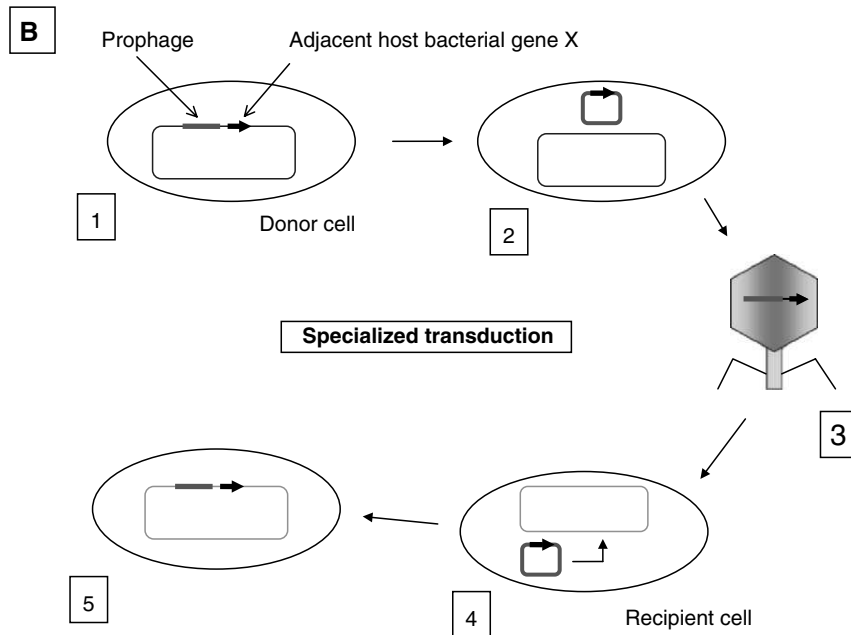 B
Prophage
Adjacent host bacterial gene X
1
Donor cell
2
Specialized transduction
3
5
4
Recipient cell